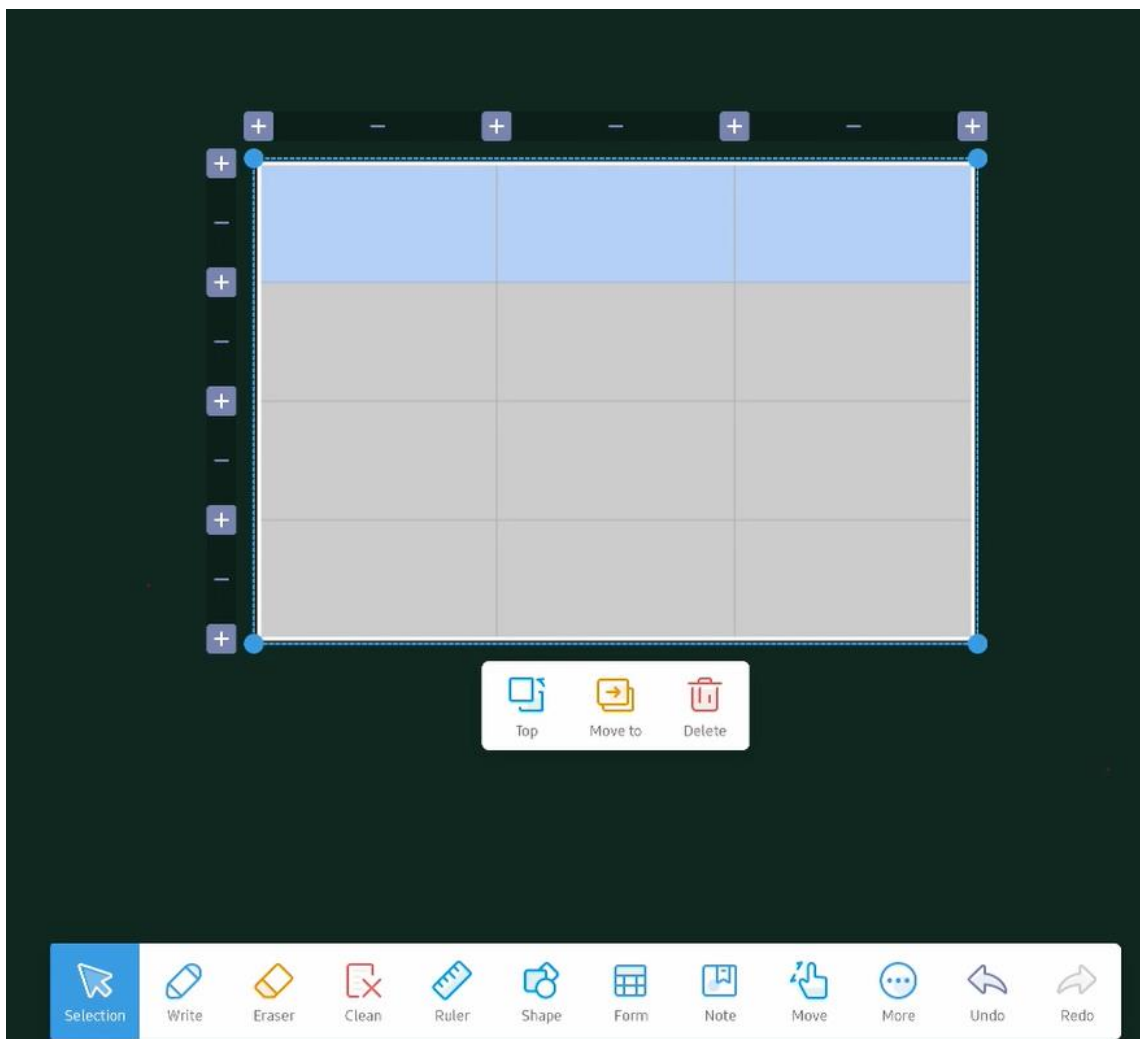 Top Move to Delete
Selection Write Eraser Clean Ruler Shape Form Note Move More Undo Redo